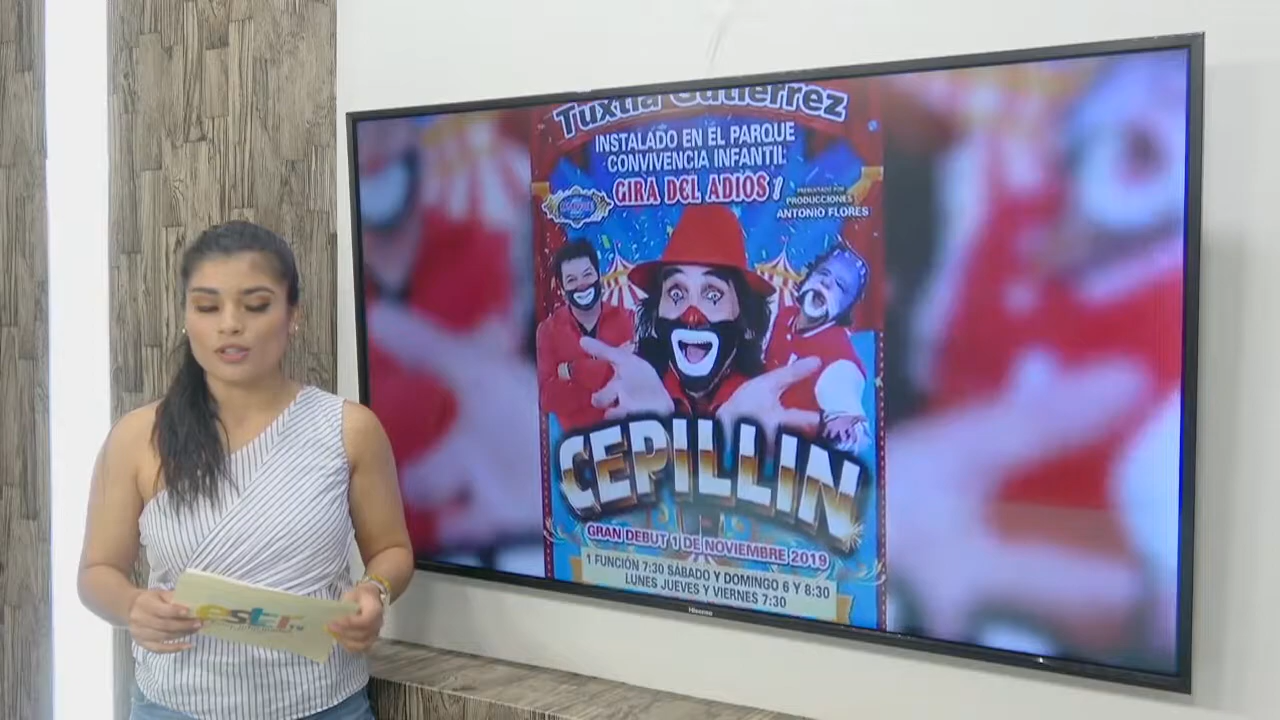 Tuxtla Gutiérrez
INSTALADO EN EL PARQUE
CONVIVENCIA INFANTIL
GIRA DEL ADIOS!
PRESENTADO POR
PRODUCCIONES
ANTONIO FLORES
CEPILLIN
GRAN DEBUT 1 DE NOVIEMBRE 2019
1 FUNCIÓN 7:30 SÁBADO Y DOMINGO 6 Y 8:30
LUNES JUEVES Y VIERNES 7:30
Hisense
ester TV